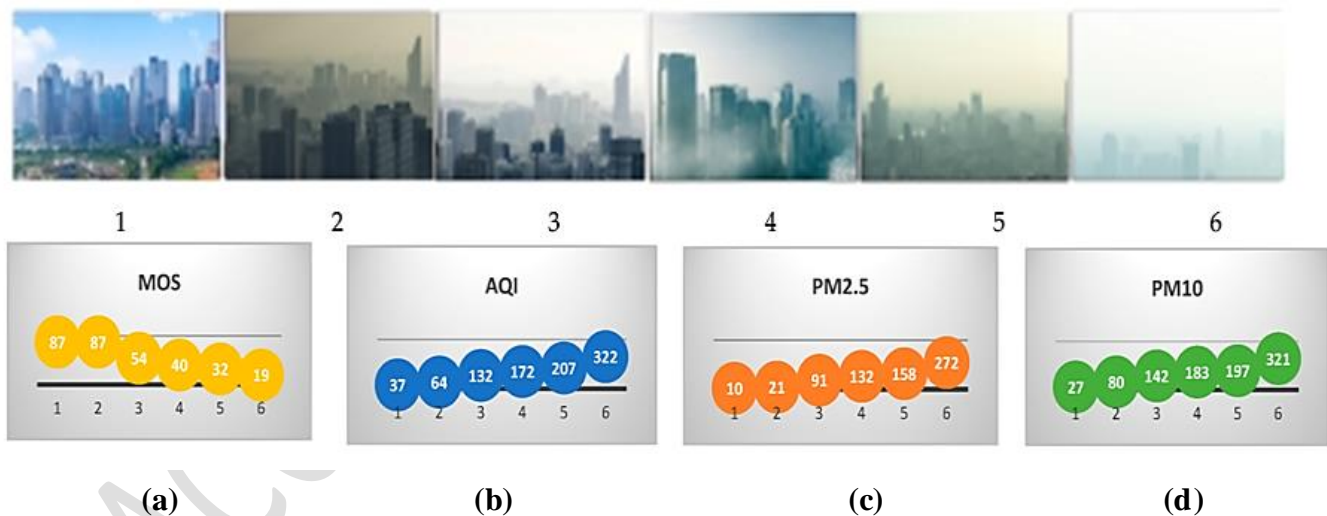 1 2 3 4 5 6
MOS
87 87 54 40 32 19
1 2 3 4 5 6
AQI
37 64 132 172 207 322
1 2 3 4 5 6
PM2.5
10 21 91 132 158 272
1 2 3 4 5 6
PM10
27 80 142 183 197 321
1 2 3 4 5 6
(a) (b) (c) (d)